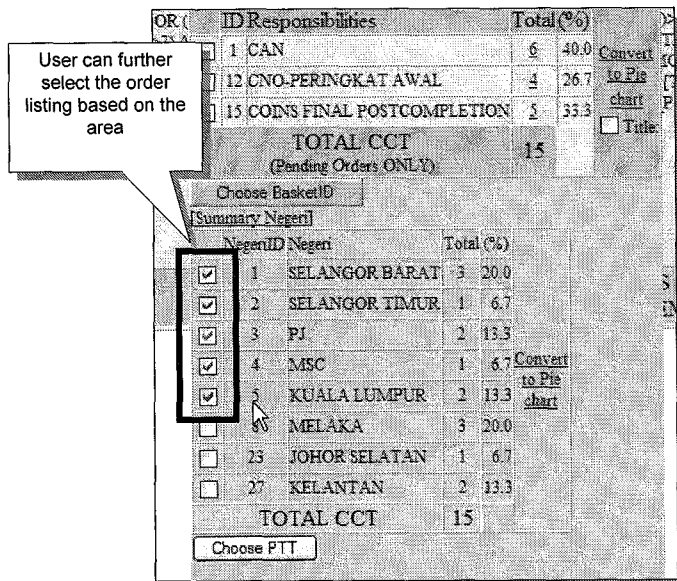 User can further
select the order
listing based on the
area
OR (
ID Responsibilities Total (%)
1 CAN 6 40.0
12 CNO-PERINGKAT AWAL 4 26.7
15 COINS FINAL POSTCOMPLETION 5 33.3
Convert
to Pie
chart
Title:
TOTAL CCT 15
(Pending Orders ONLY)
Choose BasketID
[Summary Negeri]
NegeriID Negeri Total (%)
1 SELANGOR BARAT 3 20.0
2 SELANGOR TIMUR 1 6.7
3 PJ 2 13.3
4 MSC 1 6.7
5 KUALA LUMPUR 2 13.3
MELAKA 3 20.0
23 JOHOR SELATAN 1 6.7
27 KELANTAN 2 13.3
Convert
to Pie
chart
TOTAL CCT 15
Choose PTT